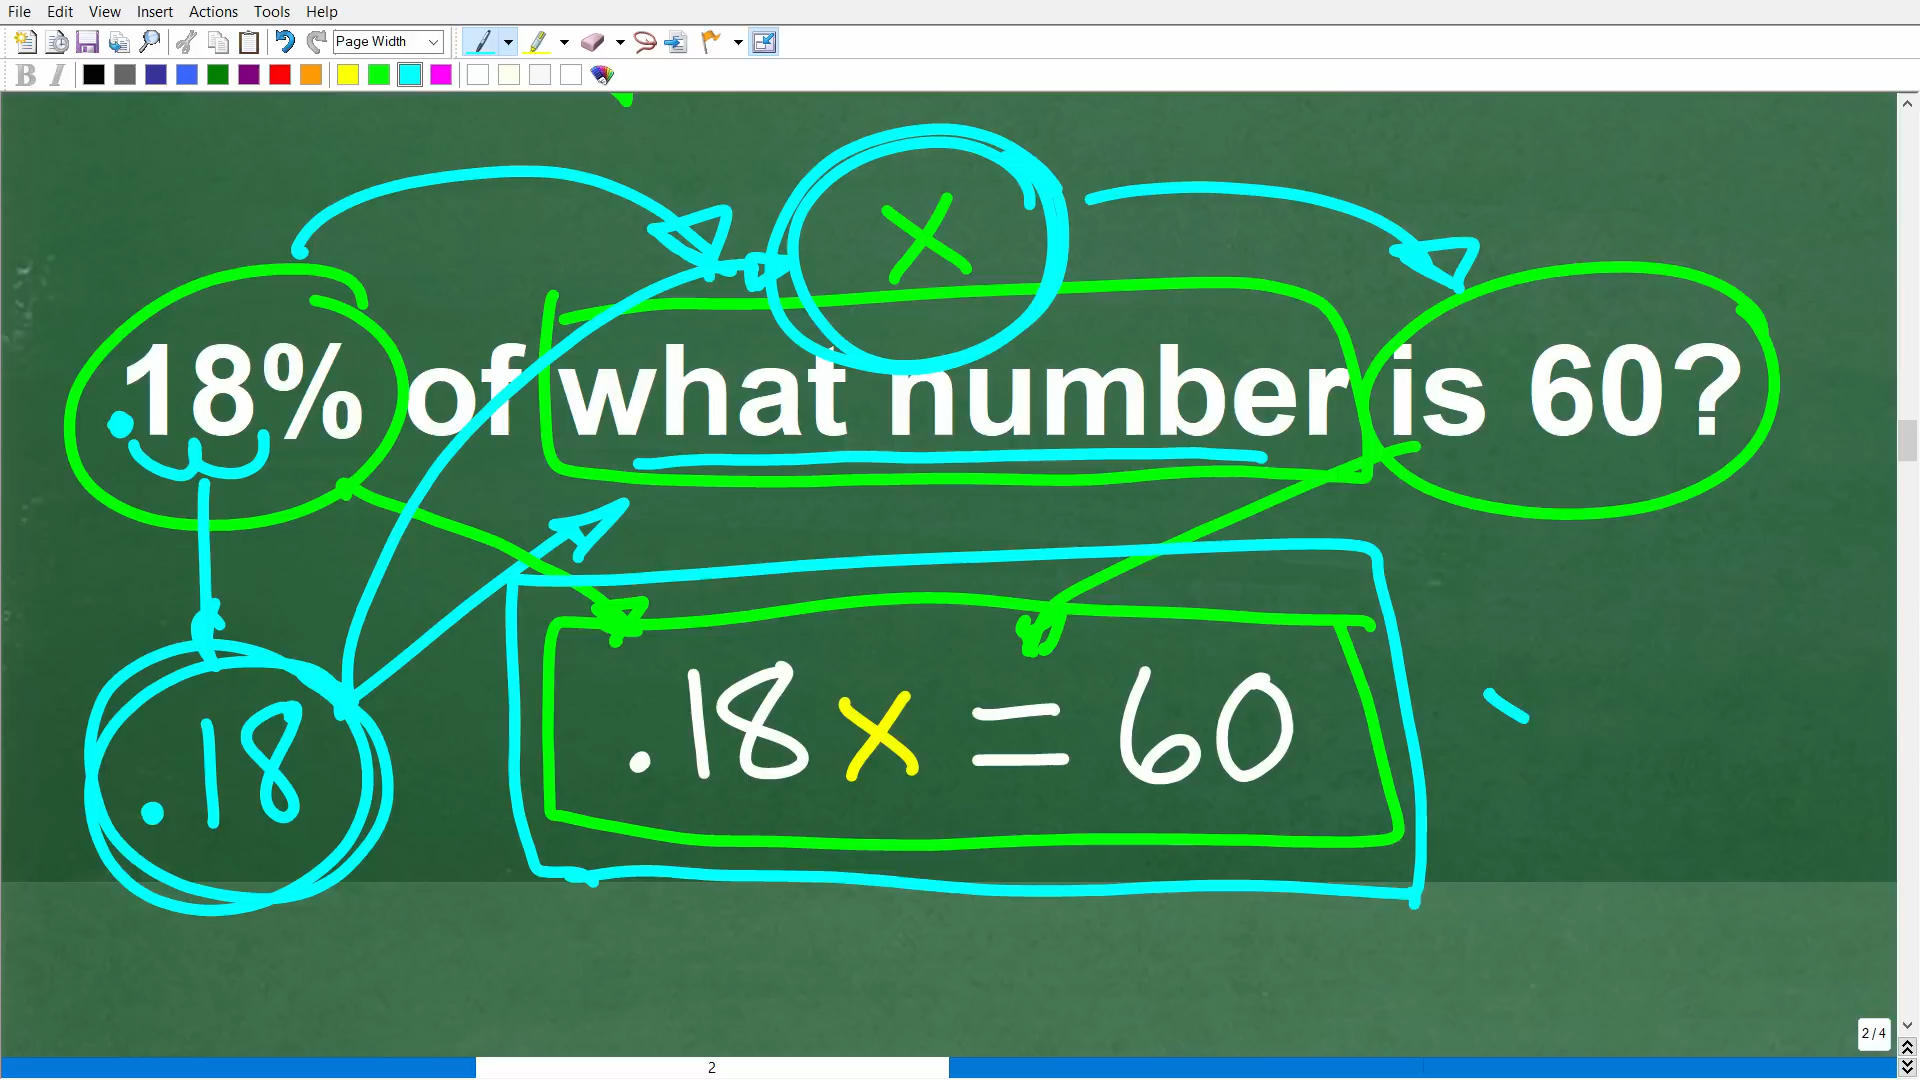 File Edit View Insert Actions Tools Help
Page Width
B I
x
18% of what number is 60?
.18
.18x = 60
2 / 4
2